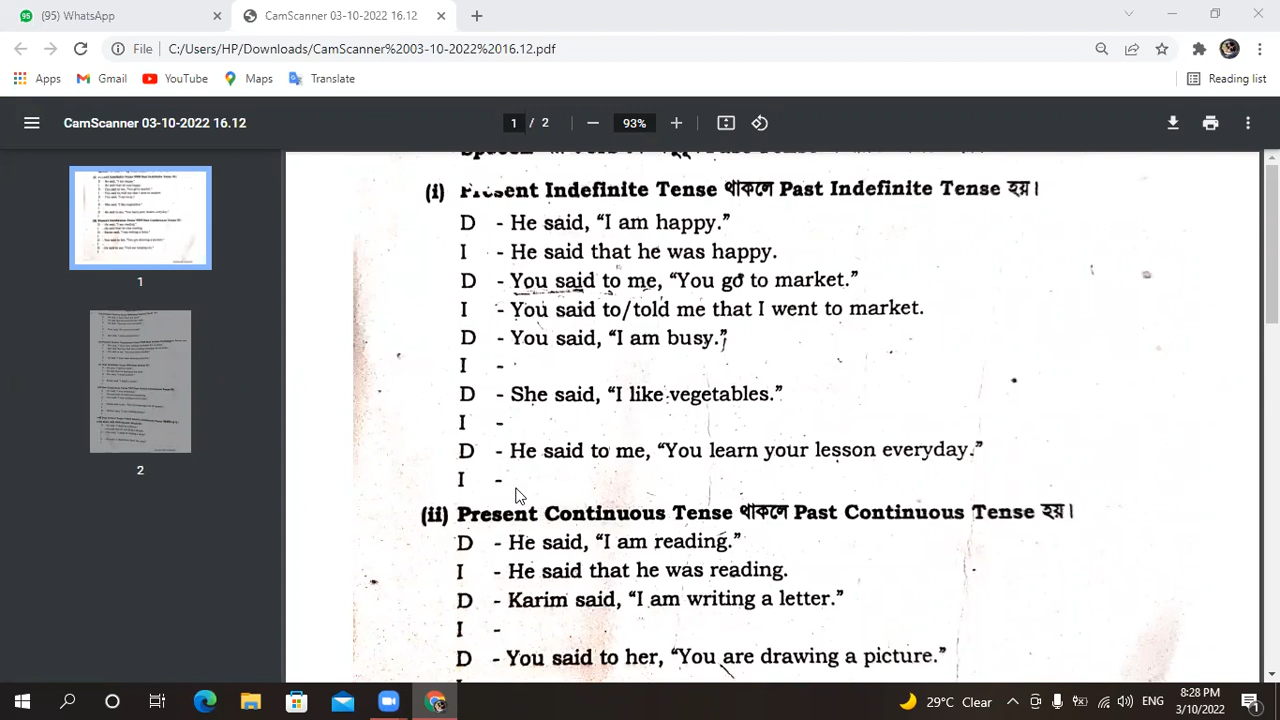 (95) WhatsApp
CamScanner 03-10-2022 16.12
File
C:/Users/HP/Downloads/CamScanner%2003-10-2022%2016.12.pdf
Apps
Gmail
YouTube
Maps
Translate
Reading list
CamScanner 03-10-2022 16.12
1 / 2
93%
(i) Present Indefinite Tense থাকলে Past Indefinite Tense হয়।
D - He said, “I am happy.”
I - He said that he was happy.
D - You said to me, “You go to market.”
I - You said to/told me that I went to market.
D - You said, “I am busy.”
I -
D - She said, “I like vegetables.”
I -
D - He said to me, “You learn your lesson everyday.”
I -
(ii) Present Continuous Tense থাকলে Past Continuous Tense হয়।
D - He said, “I am reading.”
I - He said that he was reading.
D - Karim said, “I am writing a letter.”
I -
D - You said to her, “You are drawing a picture.”
1
2
29°C Clear
ENG
8:28 PM
3/10/2022
1